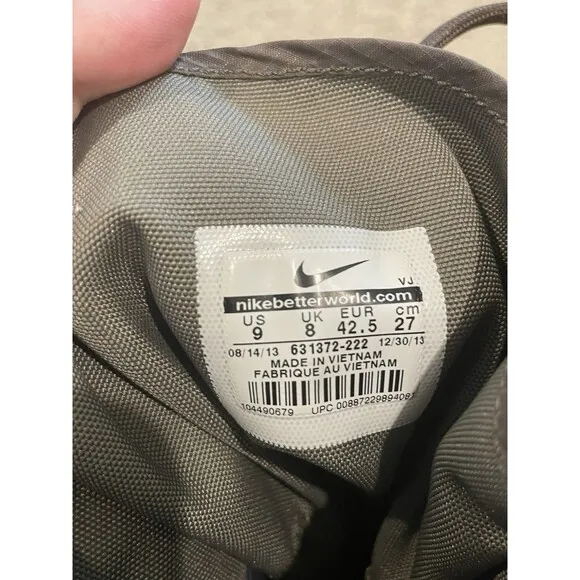 VJ
nikebetterworld.com
US UK EUR cm
9 8 42.5 27
08/14/13 631372-222 12/30/13
MADE IN VIETNAM
FABRIQUE AU VIETNAM
104490679 UPC 00887229894081